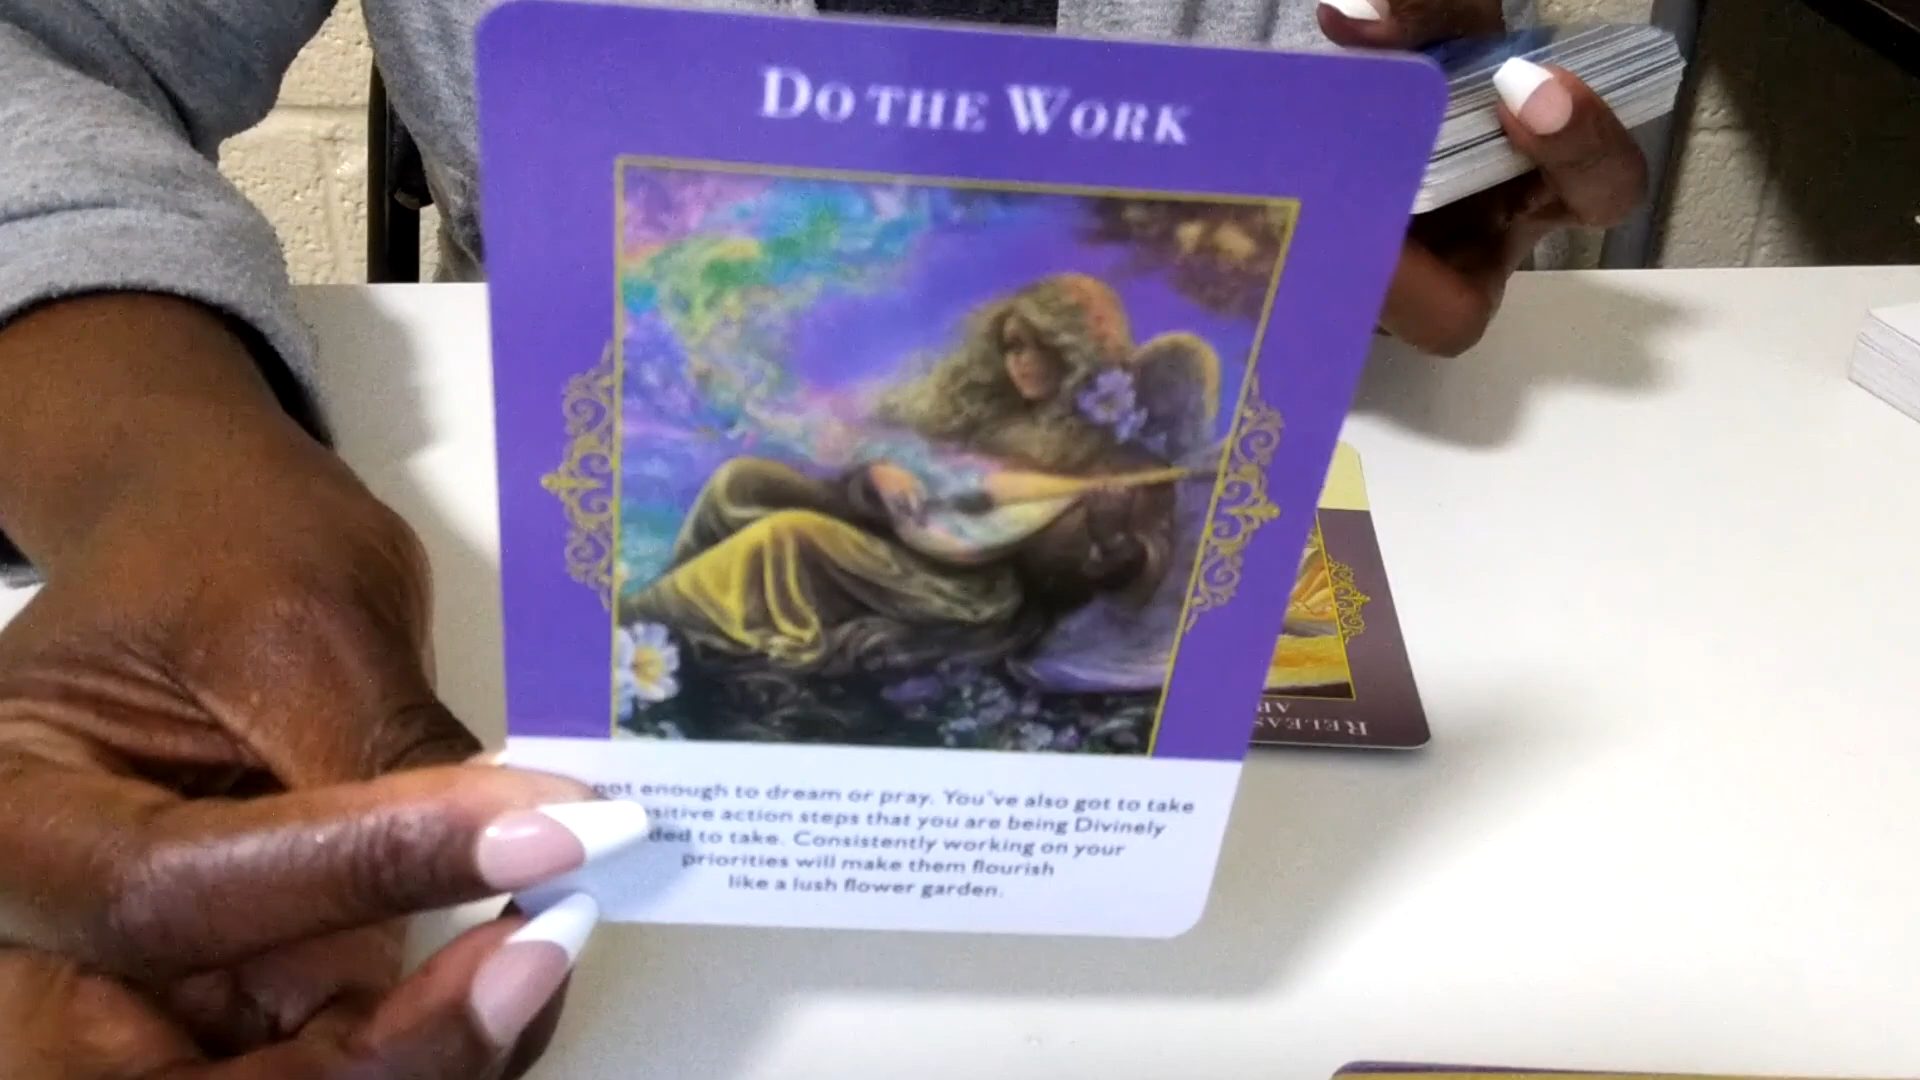 DO THE WORK
not enough to dream or pray. You've also got to take
sitive action steps that you are being Divinely
ded to take. Consistently working on your
priorities will make them flourish
like a lush flower garden.
RELEAS